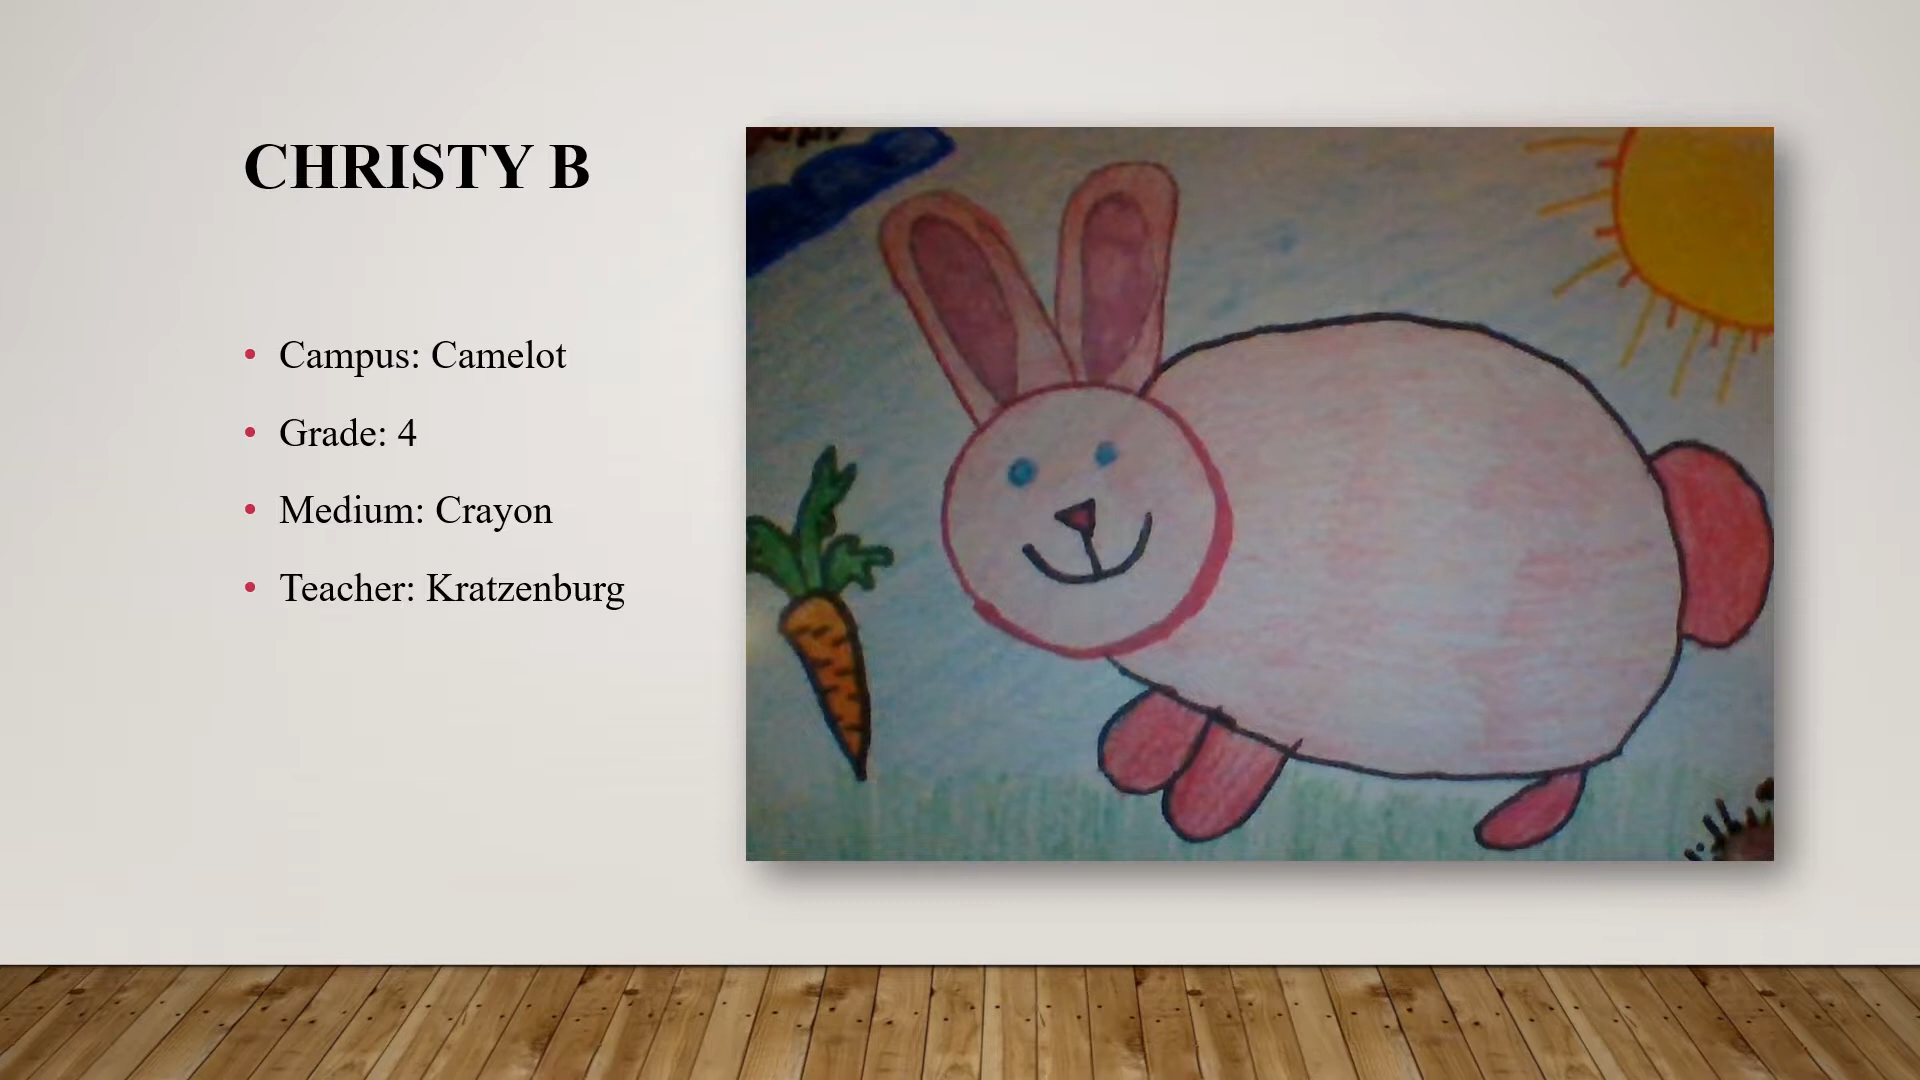 CHRISTY B
• Campus: Camelot
• Grade: 4
• Medium: Crayon
• Teacher: Kratzenburg